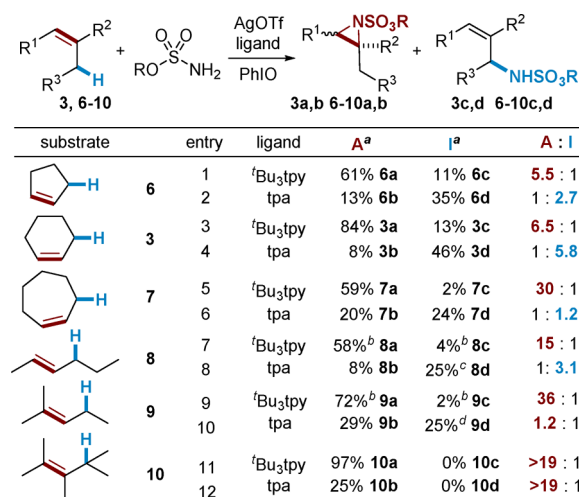 R¹ R² R³ H
3, 6-10
+
O O S RO NH₂
AgOTf
ligand
PhIO
R¹ NSO₃R R² R³
3a,b 6-10a,b
+
R¹ R² R³ NHSO₃R
3c,d 6-10c,d
substrate entry ligand Aᵃ Iᵃ A : I
H 6
1 ᵗBu₃tpy 61% 6a 11% 6c 5.5 : 1
2 tpa 13% 6b 35% 6d 1 : 2.7
H 3
3 ᵗBu₃tpy 84% 3a 13% 3c 6.5 : 1
4 tpa 8% 3b 46% 3d 1 : 5.8
H 7
5 ᵗBu₃tpy 59% 7a 2% 7c 30 : 1
6 tpa 20% 7b 24% 7d 1 : 1.2
H 8
7 ᵗBu₃tpy 58%ᵇ 8a 4%ᵇ 8c 15 : 1
8 tpa 8% 8b 25%ᶜ 8d 1: 3.1
H 9
9 ᵗBu₃tpy 72%ᵇ 9a 2%ᵇ 9c 36 : 1
10 tpa 29% 9b 25%ᵈ 9d 1.2 : 1
H 10
11 ᵗBu₃tpy 97% 10a 0% 10c >19 : 1
12 tpa 25% 10b 0% 10d >19 : 1